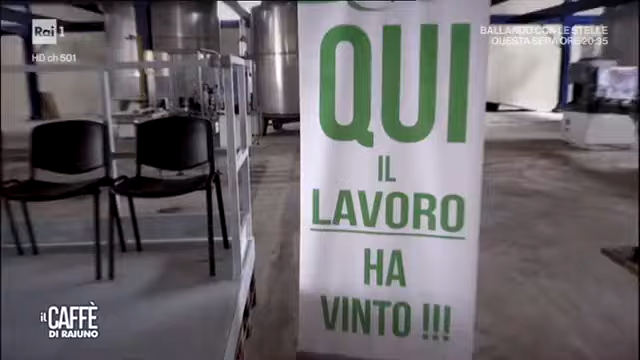 Rai 1
HD ch 501
BALLANDO CON LE STELLE
QUESTA SERA ORE 20:35
QUI
IL
LAVORO
HA
VINTO !!!
iL CAFFÈ
DI RAIUNO